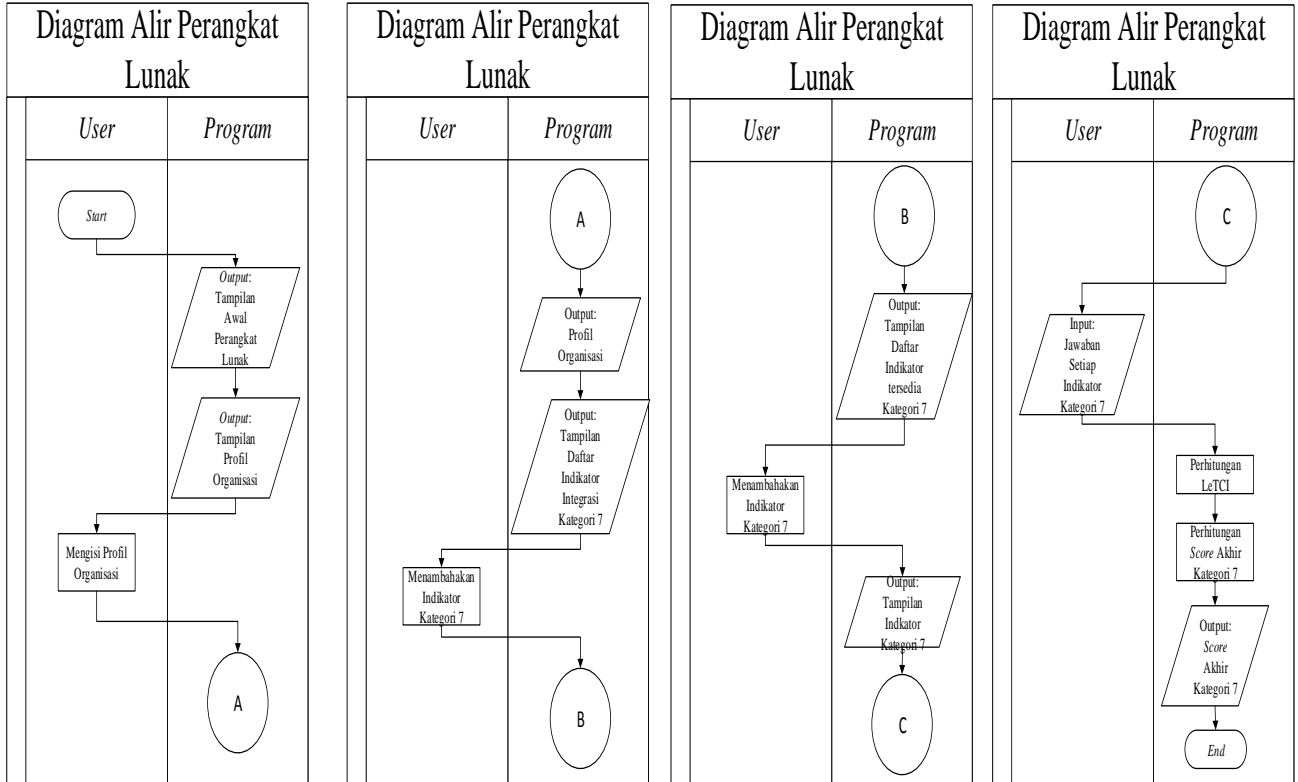 Diagram Alir Perangkat
Lunak
User
Program
Start
Output:
Tampilan
Awal
Perangkat
Lunak
Output:
Tampilan
Profil
Organisasi
Mengisi Profil
Organisasi
A
Diagram Alir Perangkat
Lunak
User
Program
A
Output:
Profil
Organisasi
Output:
Tampilan
Daftar
Indikator
Integrasi
Kategori 7
Menambahakan
Indikator
Kategori 7
B
Diagram Alir Perangkat
Lunak
User
Program
B
Output:
Tampilan
Daftar
Indikator
tersedia
Kategori 7
Menambahakan
Indikator
Kategori 7
Output:
Tampilan
Indkator
Kategori 7
C
Diagram Alir Perangkat
Lunak
User
Program
C
Input:
Jawaban
Setiap
Indikator
Kategori 7
Perhitungan
LeTCI
Perhitungan
Score Akhir
Kategori 7
Output:
Score
Akhir
Kategori 7
End